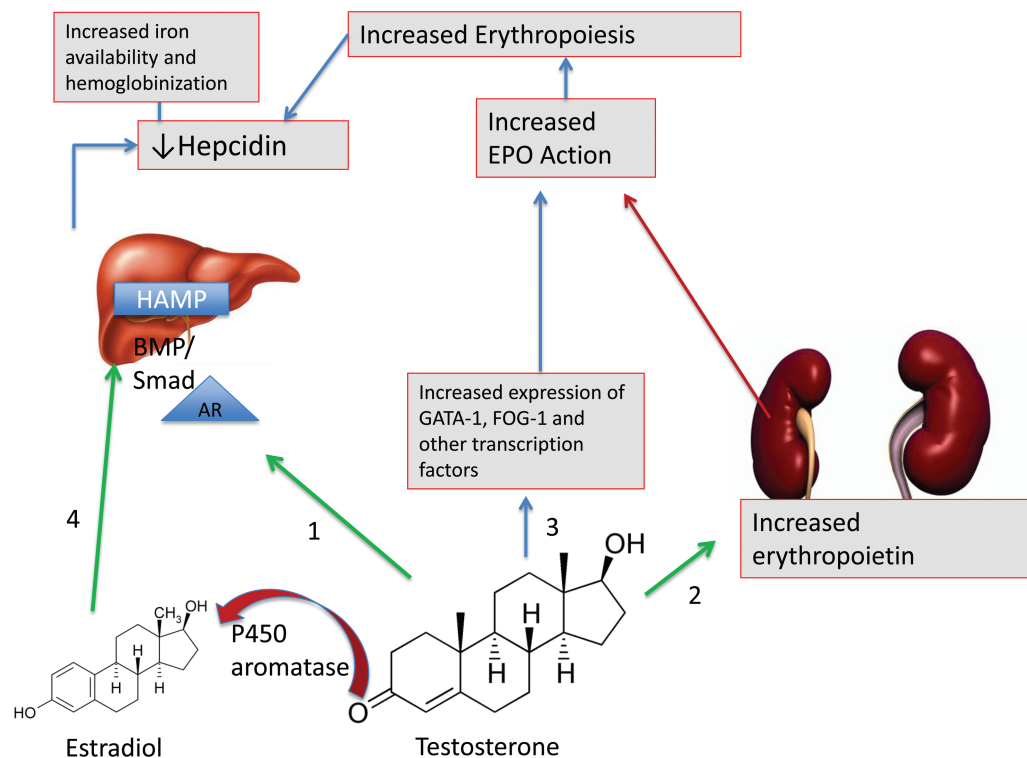 Increased iron
availability and
hemoglobinization
Increased Erythropoiesis
↓Hepcidin
Increased
EPO Action
HAMP
BMP/
Smad
AR
Increased expression of
GATA-1, FOG-1 and
other transcription
factors
Increased
erythropoietin
4
1
3
2
OH
H
H
H
O
Testosterone
P450
aromatase
CH3
OH
H
H
H
HO
Estradiol